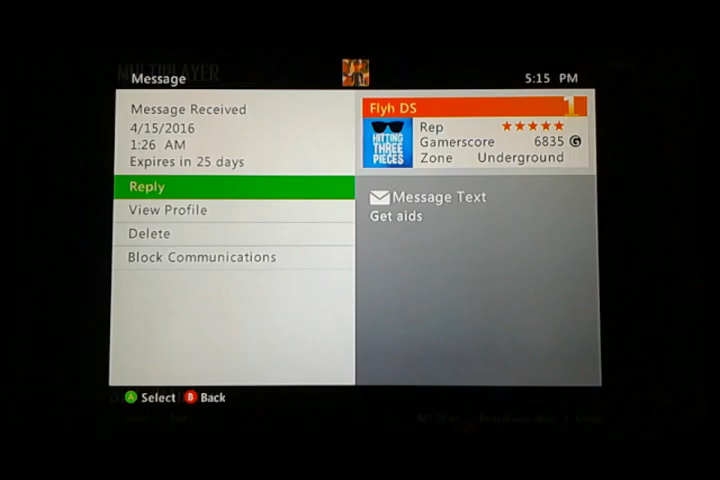 MULTIPLAYER
Message
5:15 PM
Message Received
4/15/2016
1:26 AM
Expires in 25 days
Reply
View Profile
Delete
Block Communications
Flyh DS
1
HITTING
THREE
PIECES
Rep
Gamerscore 6835 G
Zone Underground
Message Text
Get aids
A Select B Back